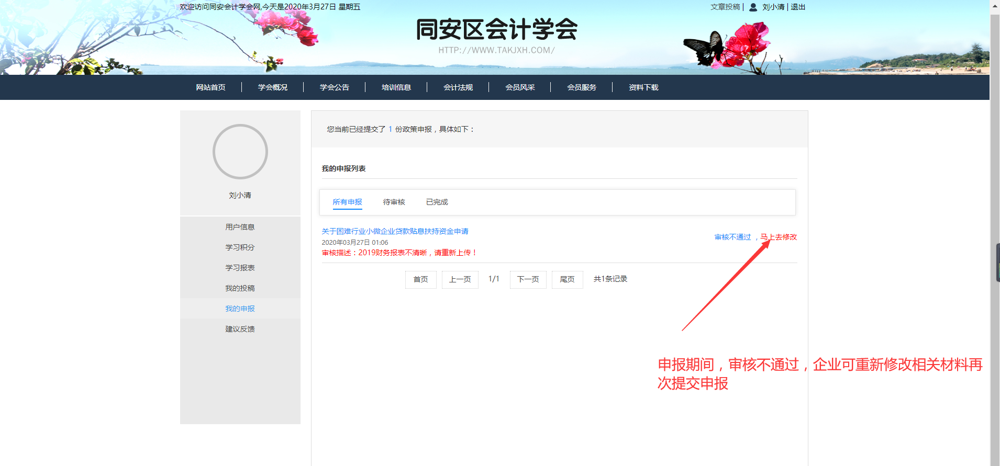 欢迎访问同安会计学会网,今天是2020年3月27日 星期五
文章投稿 | 刘小清 | 退出
同安区会计学会
HTTP://WWW.TAKJXH.COM/
网站首页 学会概况 学会公告 培训信息 会计法规 会员风采 会员服务 资料下载
刘小清
用户信息
学习积分
学习报表
我的投稿
我的申报
建议反馈
您当前已经提交了 1 份政策申报，具体如下：
我的申报列表
所有申报 待审核 已完成
关于困难行业小微企业贷款贴息扶持资金申请
2020年03月27日 01:06
审核描述：2019财务报表不清晰，请重新上传！
审核不通过 ，马上去修改
首页 上一页 1/1 下一页 尾页 共1条记录
申报期间，审核不通过，企业可重新修改相关材料再
次提交申报